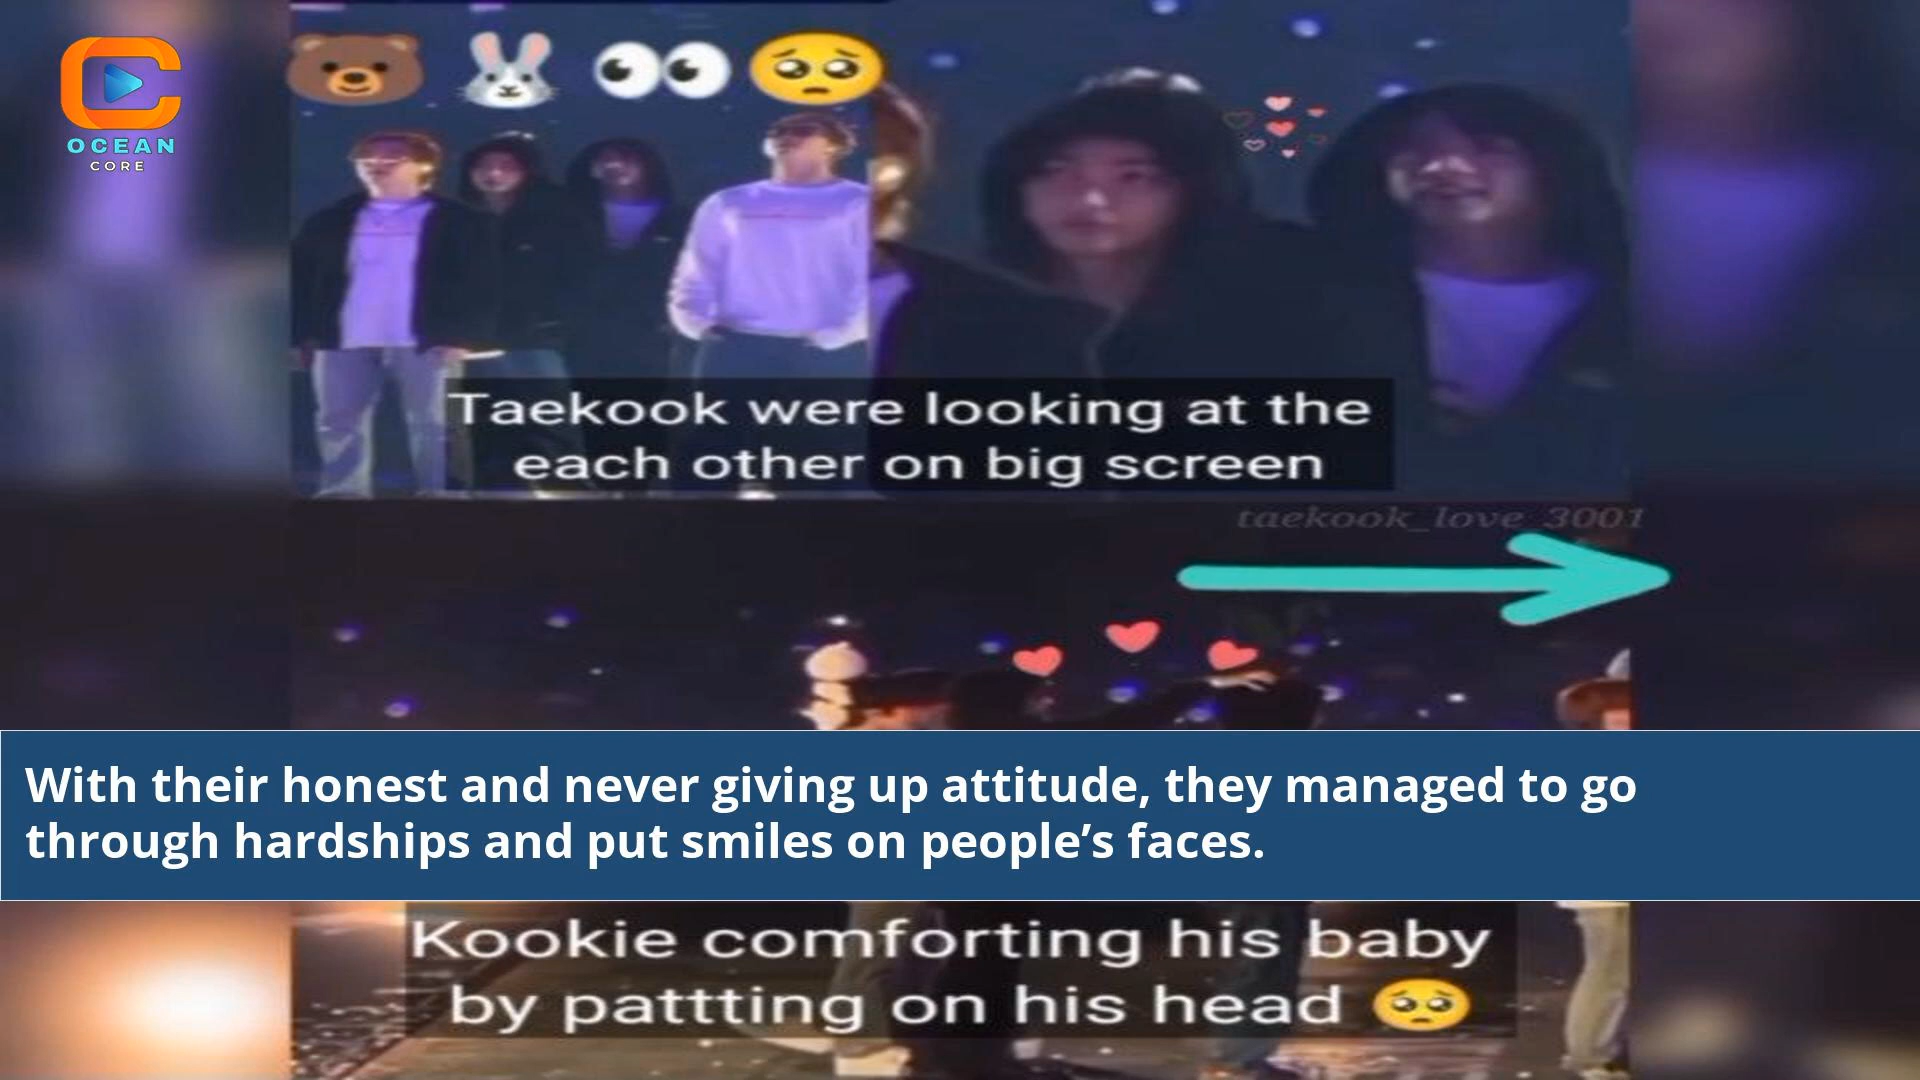 OCEAN
CORE
Taekook were looking at the
each other on big screen
taekook_love_3001
With their honest and never giving up attitude, they managed to go
through hardships and put smiles on people’s faces.
Kookie comforting his baby
by pattting on his head 🥺